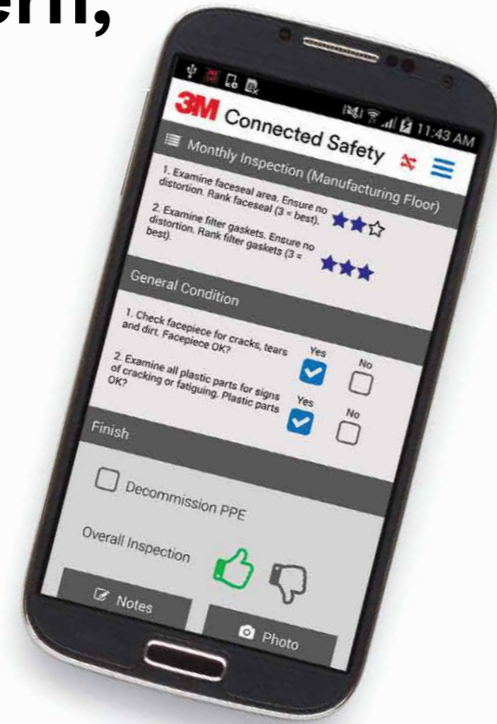 ern,
11:43 AM
3M Connected Safety
Monthly Inspection (Manufacturing Floor)
1. Examine faceseal area. Ensure no
distortion. Rank faceseal (3 = best).
2. Examine filter gaskets. Ensure no
distortion. Rank filter gaskets (3 =
best).
General Condition
Yes No
1. Check facepiece for cracks, tears
and dirt. Facepiece OK?
Yes No
2. Examine all plastic parts for signs
of cracking or fatiguing. Plastic parts
OK?
Finish
Decommission PPE
Overall Inspection
Notes
Photo